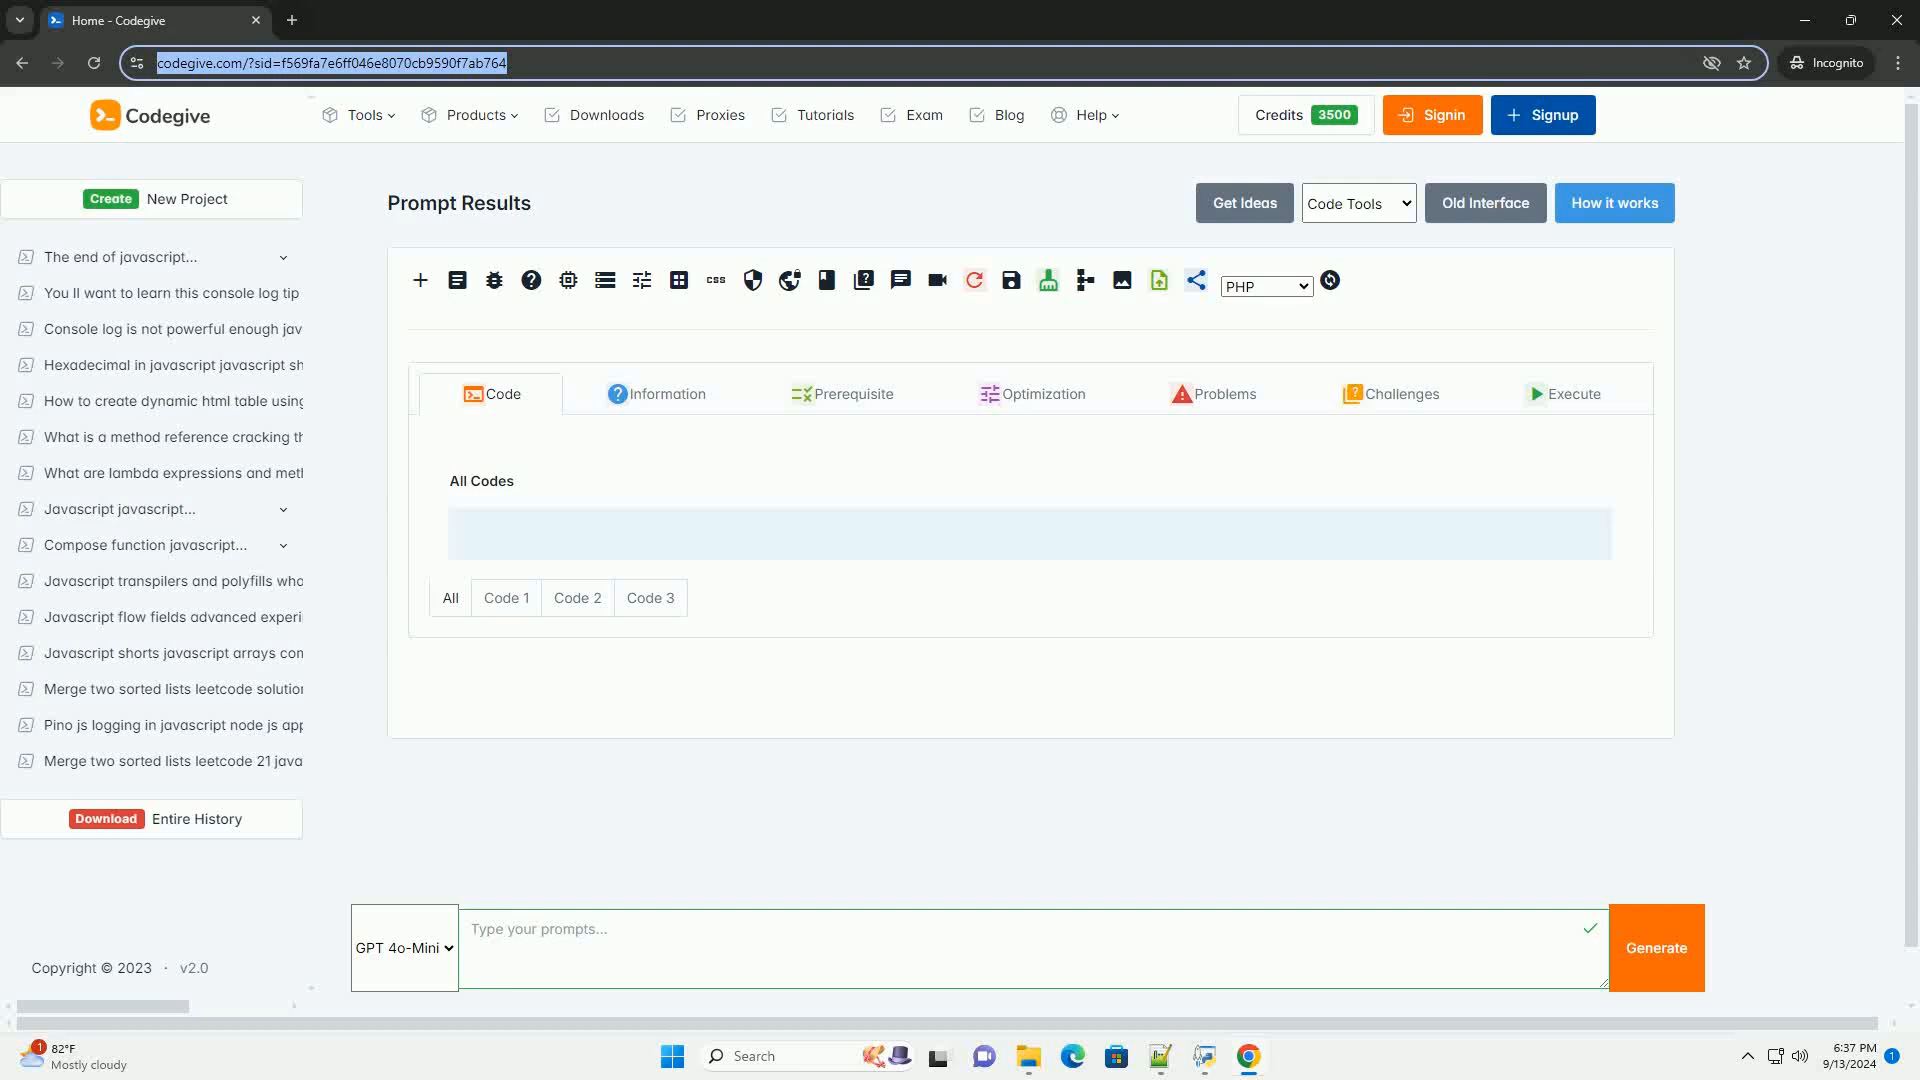 Home - Codegive
codegive.com/?sid=f569fa7e6ff046e8070cb9590f7ab764
Incognito
Codegive
Tools
Products
Downloads
Proxies
Tutorials
Exam
Blog
Help
Credits 3500
Signin
Signup
Create New Project
The end of javascript...
You ll want to learn this console log tip
Console log is not powerful enough jav
Hexadecimal in javascript javascript sh
How to create dynamic html table using
What is a method reference cracking th
What are lambda expressions and meth
Javascript javascript...
Compose function javascript...
Javascript transpilers and polyfills wha
Javascript flow fields advanced experi
Javascript shorts javascript arrays con
Merge two sorted lists leetcode solution
Pino js logging in javascript node js app
Merge two sorted lists leetcode 21 java
Download Entire History
Copyright © 2023 · v2.0
Prompt Results
Get Ideas
Code Tools
Old Interface
How it works
css
PHP
Code
Information
Prerequisite
Optimization
Problems
Challenges
Execute
All Codes
All
Code 1
Code 2
Code 3
GPT 4o-Mini
Type your prompts...
Generate
1
82°F
Mostly cloudy
Search
6:37 PM
9/13/2024
1